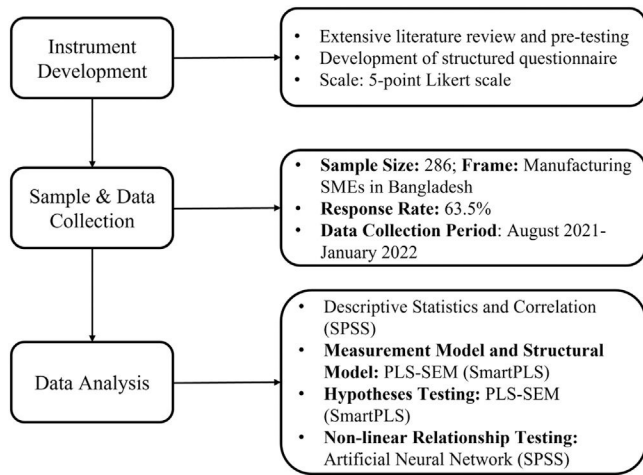 Instrument
Development
• Extensive literature review and pre-testing
• Development of structured questionnaire
• Scale: 5-point Likert scale
Sample & Data
Collection
• Sample Size: 286; Frame: Manufacturing
SMEs in Bangladesh
• Response Rate: 63.5%
• Data Collection Period: August 2021-
January 2022
Data Analysis
• Descriptive Statistics and Correlation
(SPSS)
• Measurement Model and Structural
Model: PLS-SEM (SmartPLS)
• Hypotheses Testing: PLS-SEM
(SmartPLS)
• Non-linear Relationship Testing:
Artificial Neural Network (SPSS)